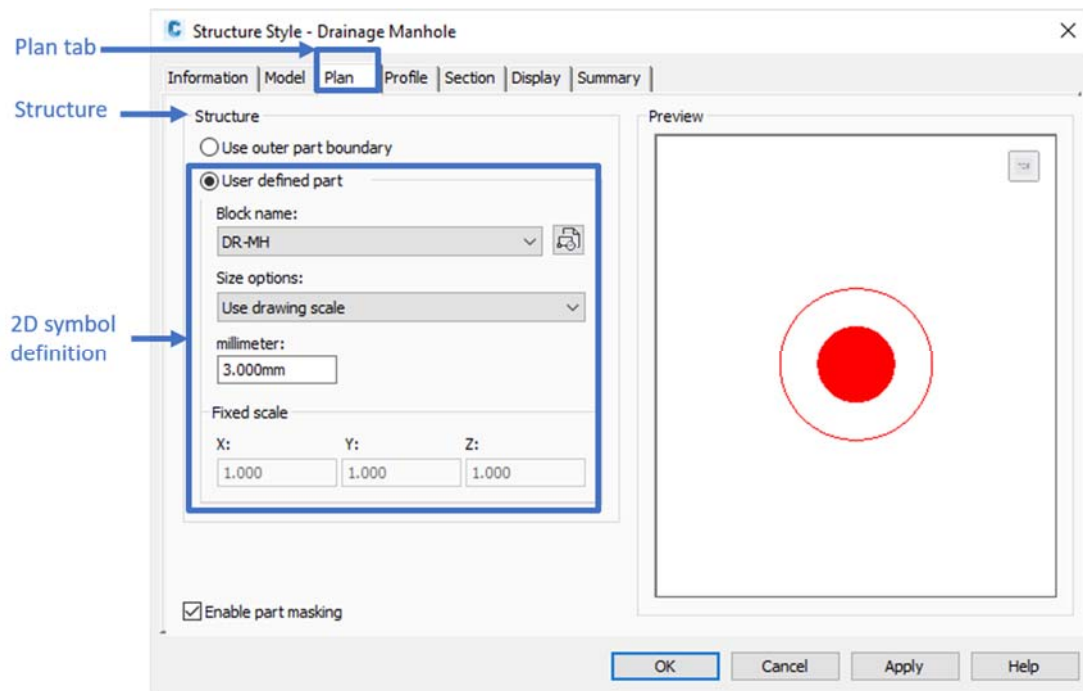 Structure Style - Drainage Manhole
Plan tab
Information Model Plan Profile Section Display Summary
Structure
Structure
Preview
Use outer part boundary
User defined part
Block name:
DR-MH
Size options:
Use drawing scale
2D symbol
definition
millimeter:
3.000mm
Fixed scale
X: Y: Z:
1.000 1.000 1.000
Enable part masking
OK Cancel Apply Help